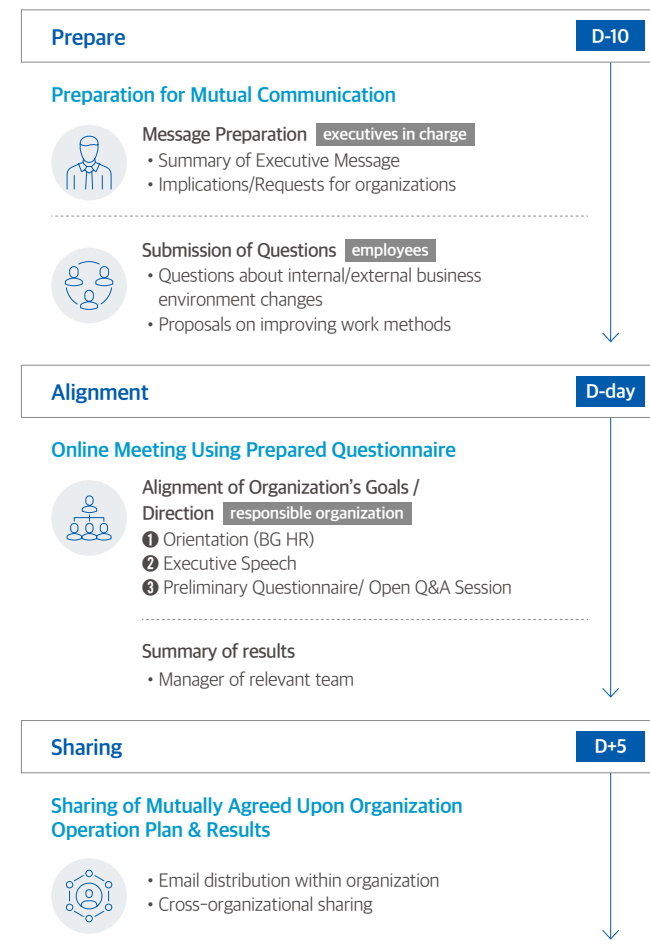 Prepare D-10
Preparation for Mutual Communication
Message Preparation executives in charge
• Summary of Executive Message
• Implications/Requests for organizations
Submission of Questions employees
• Questions about internal/external business
environment changes
• Proposals on improving work methods
Alignment D-day
Online Meeting Using Prepared Questionnaire
Alignment of Organization's Goals /
Direction responsible organization
❶ Orientation (BG HR)
❷ Executive Speech
❸ Preliminary Questionnaire/ Open Q&A Session
Summary of results
• Manager of relevant team
Sharing D+5
Sharing of Mutually Agreed Upon Organization
Operation Plan & Results
• Email distribution within organization
• Cross-organizational sharing